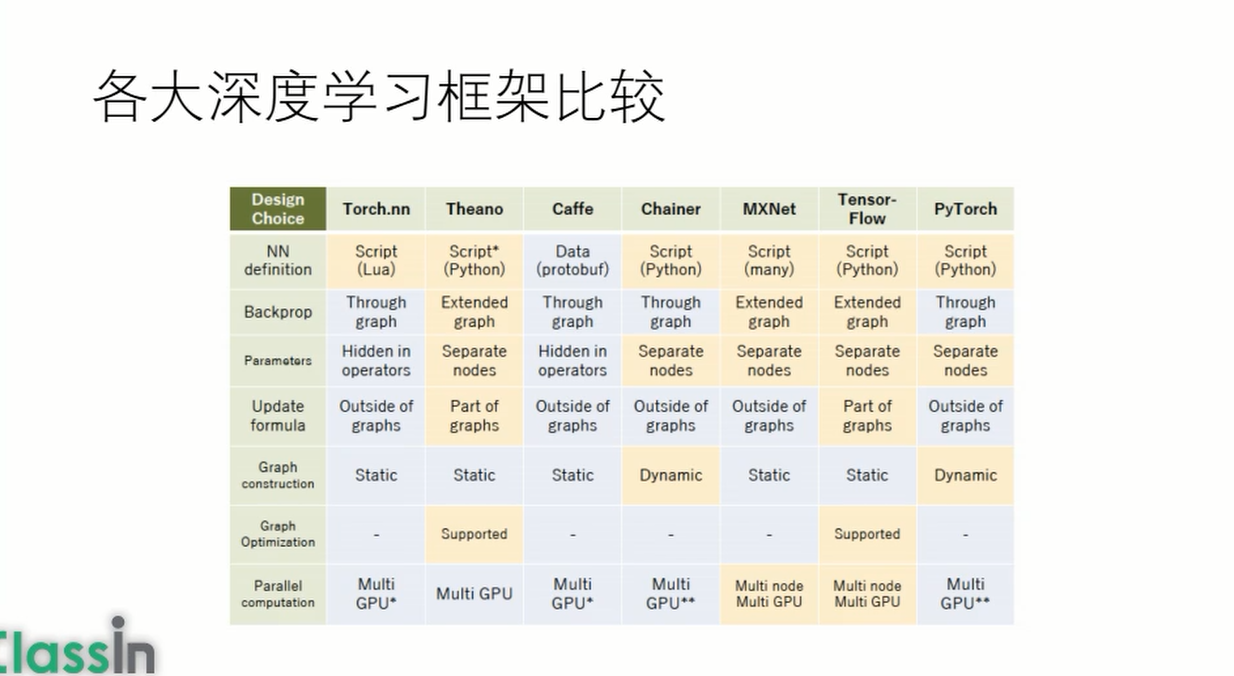 各大深度学习框架比较
Design Choice Torch.nn Theano Caffe Chainer MXNet Tensor-Flow PyTorch
NN definition Script (Lua) Script* (Python) Data (protobuf) Script (Python) Script (many) Script (Python) Script (Python)
Backprop Through graph Extended graph Through graph Through graph Extended graph Extended graph Through graph
Parameters Hidden in operators Separate nodes Hidden in operators Separate nodes Separate nodes Separate nodes Separate nodes
Update formula Outside of graphs Part of graphs Outside of graphs Outside of graphs Outside of graphs Part of graphs Outside of graphs
Graph construction Static Static Static Dynamic Static Static Dynamic
Graph Optimization - Supported - - - Supported -
Parallel computation Multi GPU* Multi GPU Multi GPU* Multi GPU** Multi node Multi GPU Multi node Multi GPU Multi GPU**
ClassIn